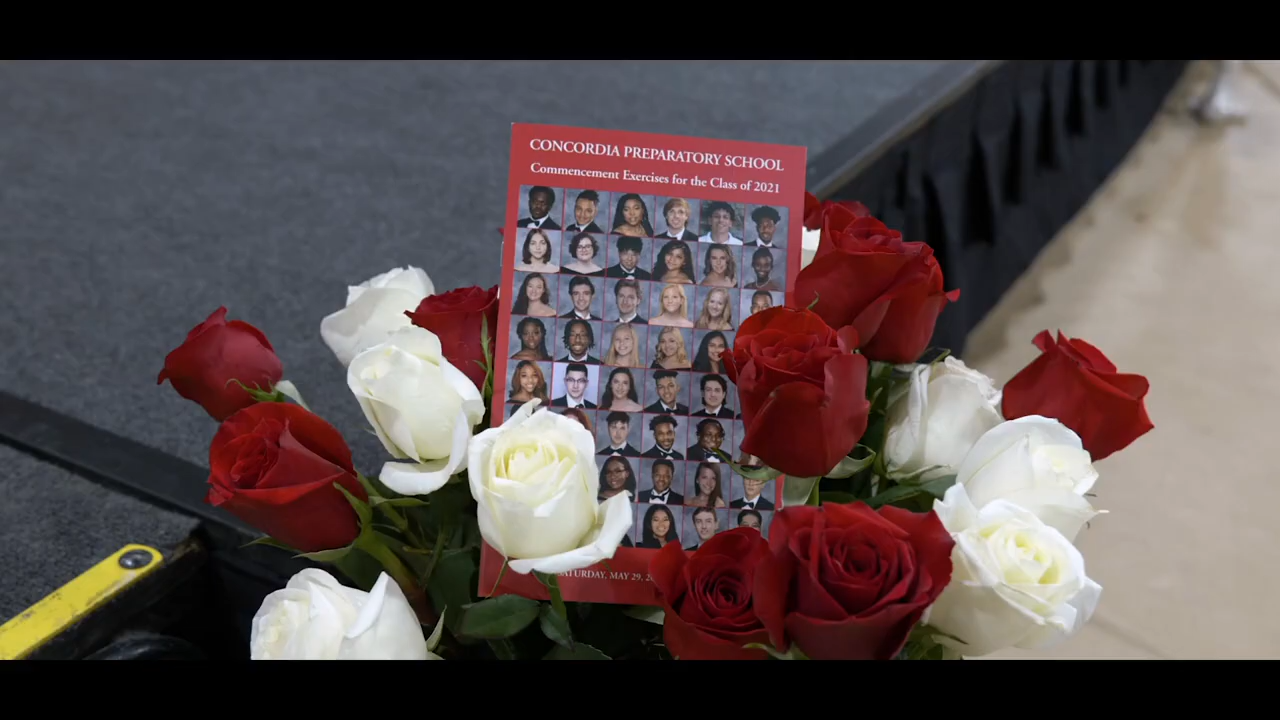 CONCORDIA PREPARATORY SCHOOL
Commencement Exercises for the Class of 2021
SATURDAY, MAY 29,